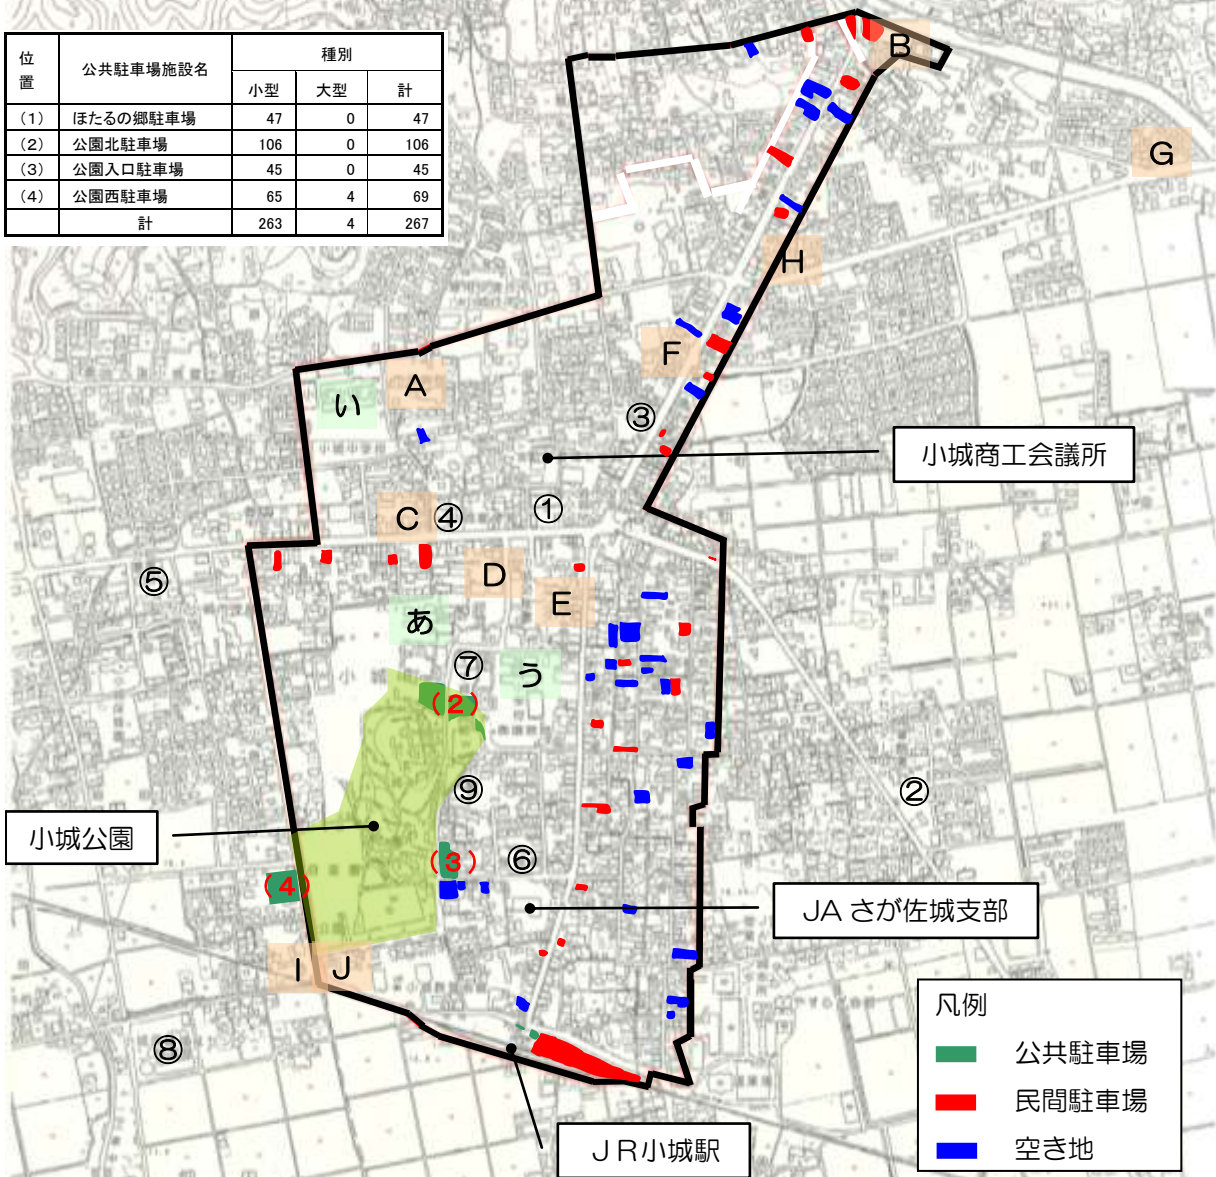 位置 公共駐車場施設名 種別
小型 大型 計
(1) ほたるの郷駐車場 47 0 47
(2) 公園北駐車場 106 0 106
(3) 公園入口駐車場 45 0 45
(4) 公園西駐車場 65 4 69
計 263 4 267
B
G
H
F
A
い
③
小城商工会議所
C ④ ①
D
⑤
E
あ
⑦
う
(2)
⑨
②
小城公園
(3) ⑥
(4)
JA さが佐城支部
I J
⑧
JR小城駅
凡例
公共駐車場
民間駐車場
空き地